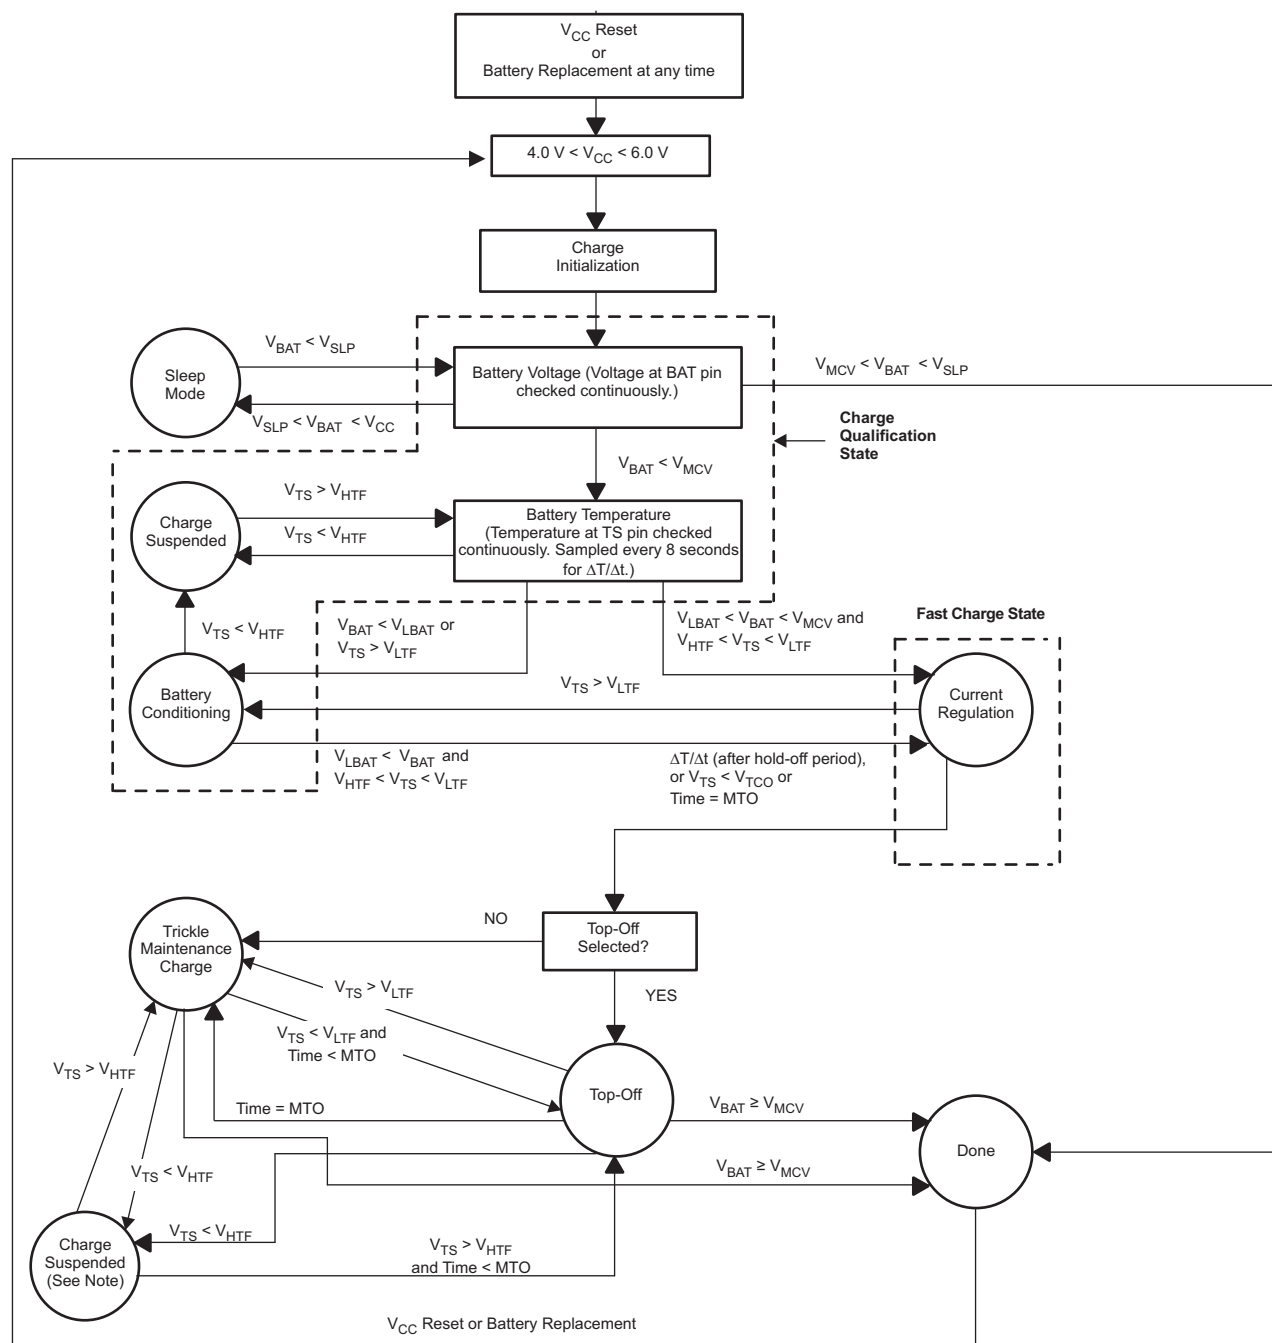 V_CC Reset
or
Battery Replacement at any time
4.0 V < V_CC < 6.0 V
Charge
Initialization
Sleep
Mode
V_BAT < V_SLP
V_SLP < V_BAT < V_CC
Battery Voltage (Voltage at BAT pin
checked continuously.)
V_MCV < V_BAT < V_SLP
Charge
Qualification
State
V_BAT < V_MCV
Charge
Suspended
V_TS > V_HTF
V_TS < V_HTF
Battery Temperature
(Temperature at TS pin checked
continuously. Sampled every 8 seconds
for ΔT/Δt.)
V_TS < V_HTF
V_BAT < V_LBAT or
V_TS > V_LTF
V_LBAT < V_BAT < V_MCV and
V_HTF < V_TS < V_LTF
Fast Charge State
Battery
Conditioning
V_TS > V_LTF
Current
Regulation
V_LBAT < V_BAT and
V_HTF < V_TS < V_LTF
ΔT/Δt (after hold-off period),
or V_TS < V_TCO or
Time = MTO
Top-Off
Selected?
NO
YES
Trickle
Maintenance
Charge
V_TS > V_LTF
V_TS < V_LTF and
Time < MTO
V_TS > V_HTF
Time = MTO
Top-Off
V_BAT ≥ V_MCV
Done
V_TS < V_HTF
V_BAT ≥ V_MCV
V_TS < V_HTF
Charge
Suspended
(See Note)
V_TS > V_HTF
and Time < MTO
V_CC Reset or Battery Replacement